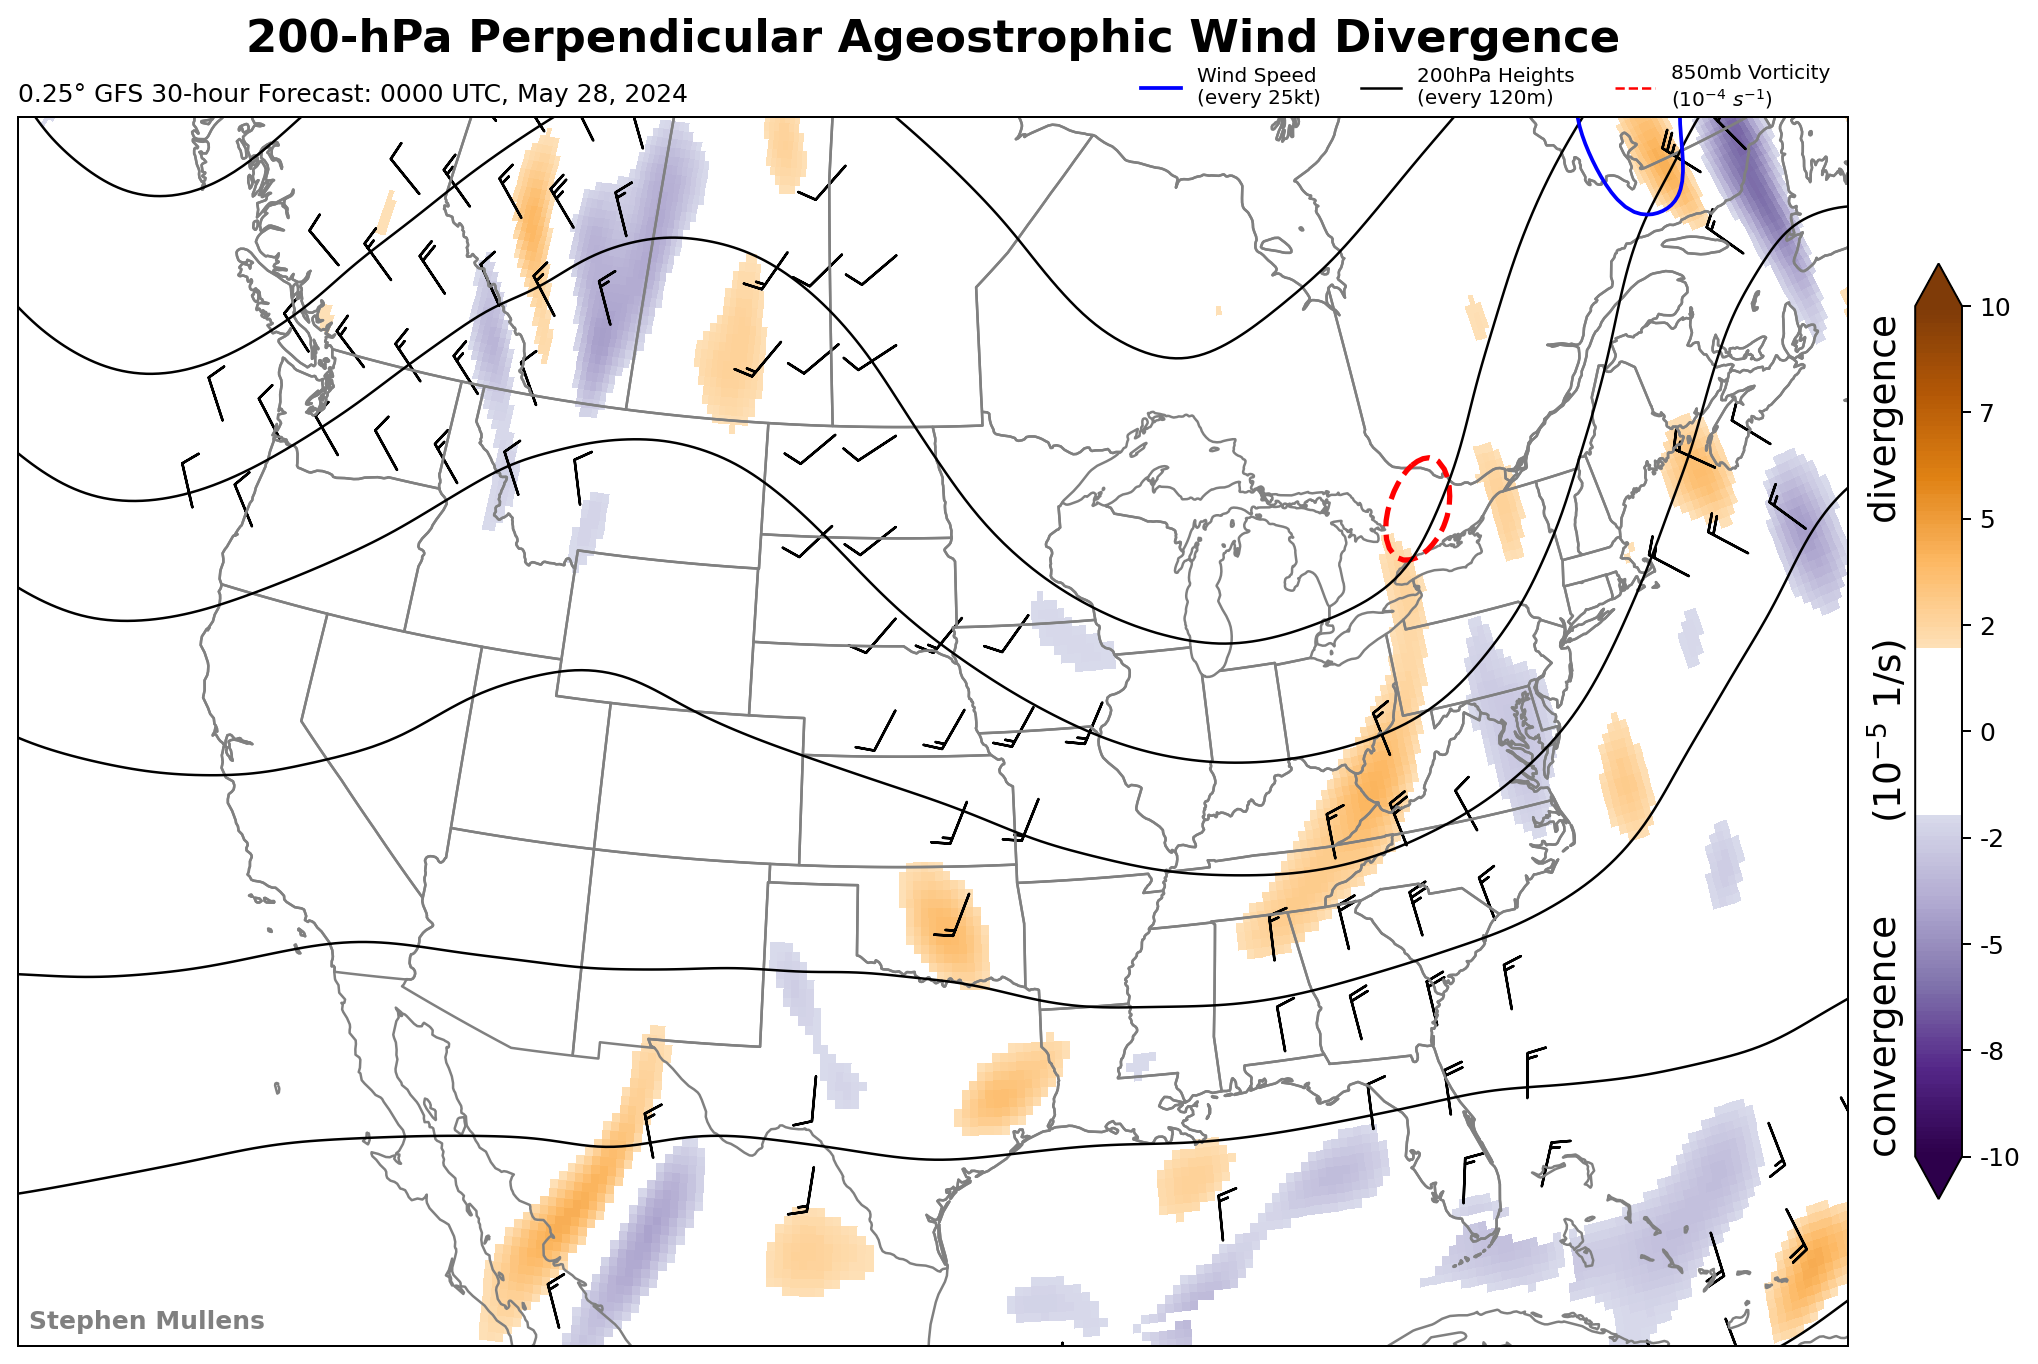 200-hPa Perpendicular Ageostrophic Wind Divergence
0.25° GFS 30-hour Forecast: 0000 UTC, May 28, 2024
Wind Speed
(every 25kt)
200hPa Heights
(every 120m)
850mb Vorticity
(10⁻⁴ s⁻¹)
10
7
5
2
0
-2
-5
-8
-10
convergence (10⁻⁵ 1/s) divergence
Stephen Mullens